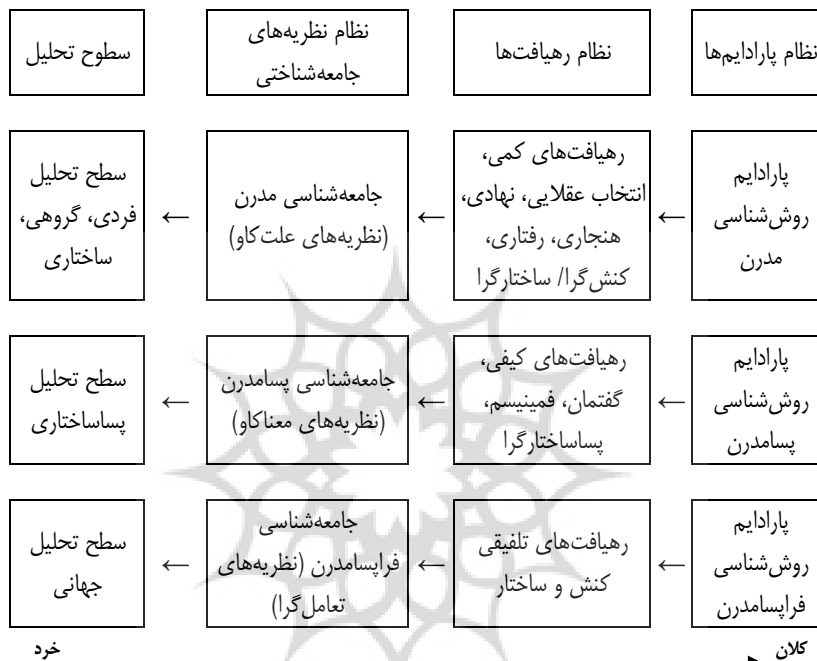 نظام پارادایم‌ها
نظام رهیافت‌ها
نظام نظریه‌های
جامعه‌شناختی
سطوح تحلیل
پارادایم
روش‌شناسی
مدرن
←
رهیافت‌های کمی،
انتخاب عقلایی، نهادی،
هنجاری، رفتاری،
کنش‌گرا/ ساختارگرا
←
جامعه‌شناسی مدرن
(نظریه‌های علت‌کاو)
←
سطح تحلیل
فردی، گروهی،
ساختاری
پارادایم
روش‌شناسی
پسامدرن
←
رهیافت‌های کیفی،
گفتمان، فمینیسم،
پساساختارگرا
←
جامعه‌شناسی پسامدرن
(نظریه‌های معناکاو)
←
سطح تحلیل
پساساختاری
پارادایم
روش‌شناسی
فراپسامدرن
←
رهیافت‌های تلفیقی
کنش و ساختار
←
جامعه‌شناسی
فراپسامدرن (نظریه‌های
تعامل‌گرا)
←
سطح تحلیل
جهانی
کلان
خرد